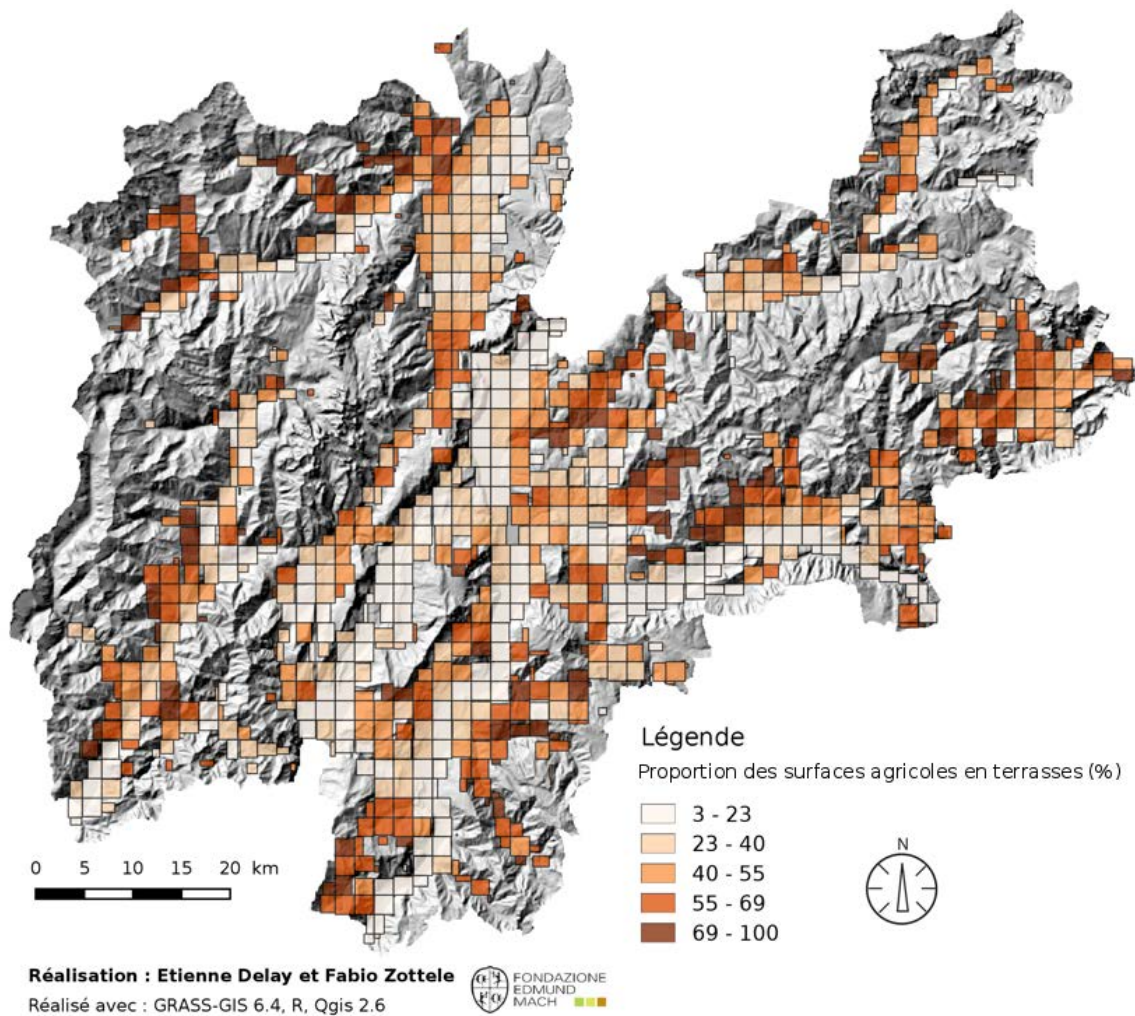 Légende
Proportion des surfaces agricoles en terrasses (%)
3 - 23
23 - 40
40 - 55
55 - 69
69 - 100
N
0 5 10 15 20 km
Réalisation : Etienne Delay et Fabio Zottele
Réalisé avec : GRASS-GIS 6.4, R, Qgis 2.6
FONDAZIONE
EDMUND
MACH